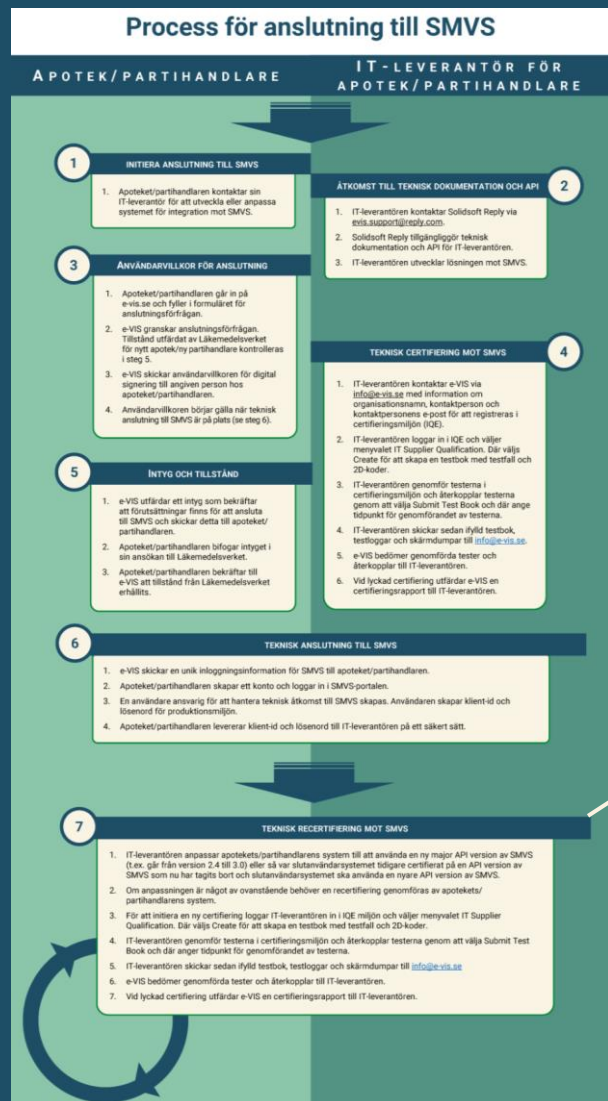 Process för anslutning till SMVS
APOTEK/PARTIHANDLARE
IT-LEVERANTÖR FÖR
APOTEK/PARTIHANDLARE
1
INITIERA ANSLUTNING TILL SMVS
1. Apoteket/partihandlaren kontaktar sin
IT-leverantör för att utveckla eller anpassa
systemet för integration mot SMVS.
ÅTKOMST TILL TEKNISK DOKUMENTATION OCH API
2
1. IT-leverantören kontaktar Solidsoft Reply via
evis.support@reply.com.
2. Solidsoft Reply tillgängliggör teknisk
dokumentation och API för IT-leverantören.
3. IT-leverantören utvecklar lösningen mot SMVS.
3
ANVÄNDARVILLKOR FÖR ANSLUTNING
1. Apoteket/partihandlaren går in på
e-vis.se och fyller i formuläret för
anslutningsförfrågan.
2. e-VIS granskar anslutningsförfrågan.
Tillstånd utfärdat av Läkemedelsverket
för nytt apotek/ny partihandlare kontrolleras
i steg 5.
3. e-VIS skickar användarvillkoren för digital
signering till angiven person hos
apoteket/partihandlaren.
4. Användarvillkoren börjar gälla när teknisk
anslutning till SMVS är på plats (se steg 6).
TEKNISK CERTIFIERING MOT SMVS
4
1. IT-leverantören kontaktar e-VIS via
info@e-vis.se med information om
organisationsnamn, kontaktperson och
kontaktpersonens e-post för att registreras i
certifieringsmiljön (IQE).
2. IT-leverantören loggar in i IQE och väljer
menyvalet IT Supplier Qualification. Där väljs
Create för att skapa en testbok med testfall och
2D-koder.
3. IT-leverantören genomför testerna i
certifieringsmiljön och återkopplar testerna
genom att välja Submit Test Book och där ange
tidpunkt för genomförandet av testerna.
4. IT-leverantören skickar sedan ifylld testbok,
testloggar och skärmdumpar till info@e-vis.se.
5. e-VIS bedömer genomförda tester och
återkopplar till IT-leverantören.
6. Vid lyckad certifiering utfärdar e-VIS en
certifieringsrapport till IT-leverantören.
5
INTYG OCH TILLSTÅND
1. e-VIS utfärdar ett intyg som bekräftar
att förutsättningar finns för att ansluta
till SMVS och skickar detta till apoteket/
partihandlaren.
2. Apoteket/partihandlaren bifogar intyget i
sin ansökan till Läkemedelsverket.
3. Apoteket/partihandlaren bekräftar till
e-VIS att tillstånd från Läkemedelsverket
erhållits.
6
TEKNISK ANSLUTNING TILL SMVS
1. e-VIS skickar en unik inloggningsinformation för SMVS till apoteket/partihandlaren.
2. Apoteket/partihandlaren skapar ett konto och loggar in i SMVS-portalen.
3. En användare ansvarig för att hantera teknisk åtkomst till SMVS skapas. Användaren skapar klient-id och
lösenord för produktionsmiljön.
4. Apoteket/partihandlaren levererar klient-id och lösenord till IT-leverantören på ett säkert sätt.
7
TEKNISK RECERTIFIERING MOT SMVS
1. IT-leverantören anpassar apotekets/partihandlarens system till att använda en ny major API version av SMVS
(t.ex. går från version 2.4 till 3.0) eller så var slutanvändarsystemet tidigare certifierat på en API version av
SMVS som nu har tagits bort och slutanvändarsystemet ska använda en nyare API version av SMVS.
2. Om anpassningen är något av ovanstående behöver en recertifiering genomföras av apotekets/
partihandlarens system.
3. För att initiera en ny certifiering loggar IT-leverantören in i IQE miljön och väljer menyvalet IT Supplier
Qualification. Där väljs Create för att skapa en testbok med testfall och 2D-koder.
4. IT-leverantören genomför testerna i certifieringsmiljön och återkopplar testerna genom att välja Submit Test
Book och där anger tidpunkt för genomförandet av testerna.
5. IT-leverantören skickar sedan ifylld testbok, testloggar och skärmdumpar till info@e-vis.se
6. e-VIS bedömer genomförda tester och återkopplar till IT-leverantören.
7. Vid lyckad certifiering utfärdar e-VIS en certifieringsrapport till IT-leverantören.